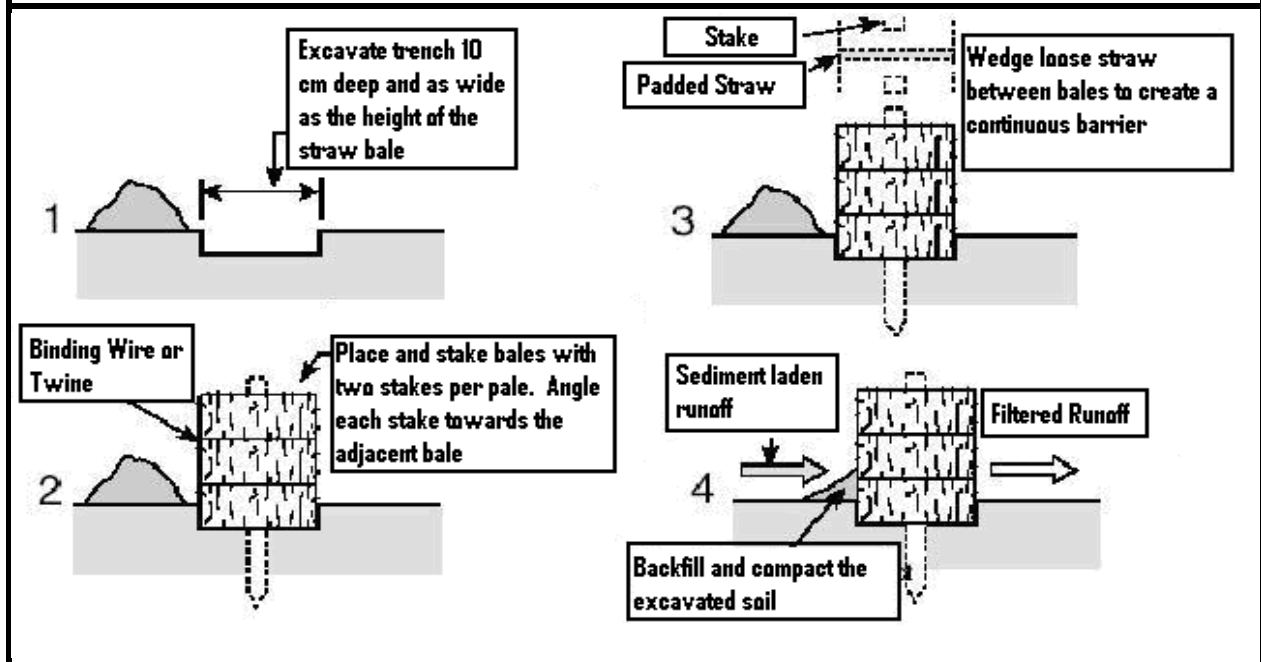 1
Excavate trench 10
cm deep and as wide
as the height of the
straw bale
2
Binding Wire or
Twine
Place and stake bales with
two stakes per pale. Angle
each stake towards the
adjacent bale
3
Stake
Padded Straw
Wedge loose straw
between bales to create a
continuous barrier
4
Sediment laden
runoff
Filtered Runoff
Backfill and compact the
excavated soil